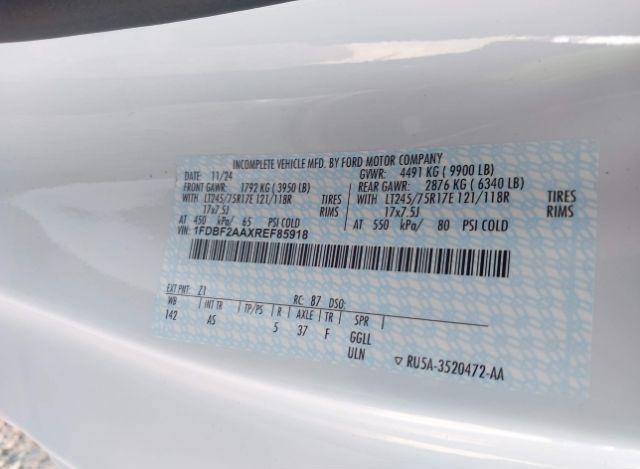 INCOMPLETE VEHICLE MFD. BY FORD MOTOR COMPANY
DATE: 11/24 GVWR: 4491 KG ( 9900 LB)
FRONT GAWR: 1792 KG ( 3950 LB) REAR GAWR: 2876 KG ( 6340 LB)
WITH LT245/75R17E 121/118R TIRES WITH LT245/75R17E 121/118R TIRES
17x7.5J RIMS 17x7.5J RIMS
AT 450 kPa/ 65 PSI COLD AT 550 kPa/ 80 PSI COLD
VIN: 1FDBF2AAXREF85918
EXT PNT: Z1 RC: 87 DSO:
WB INT TR TP/PS R AXLE TR SPR
142 AS 5 37 F GGLL
ULN RU5A-3520472-AA